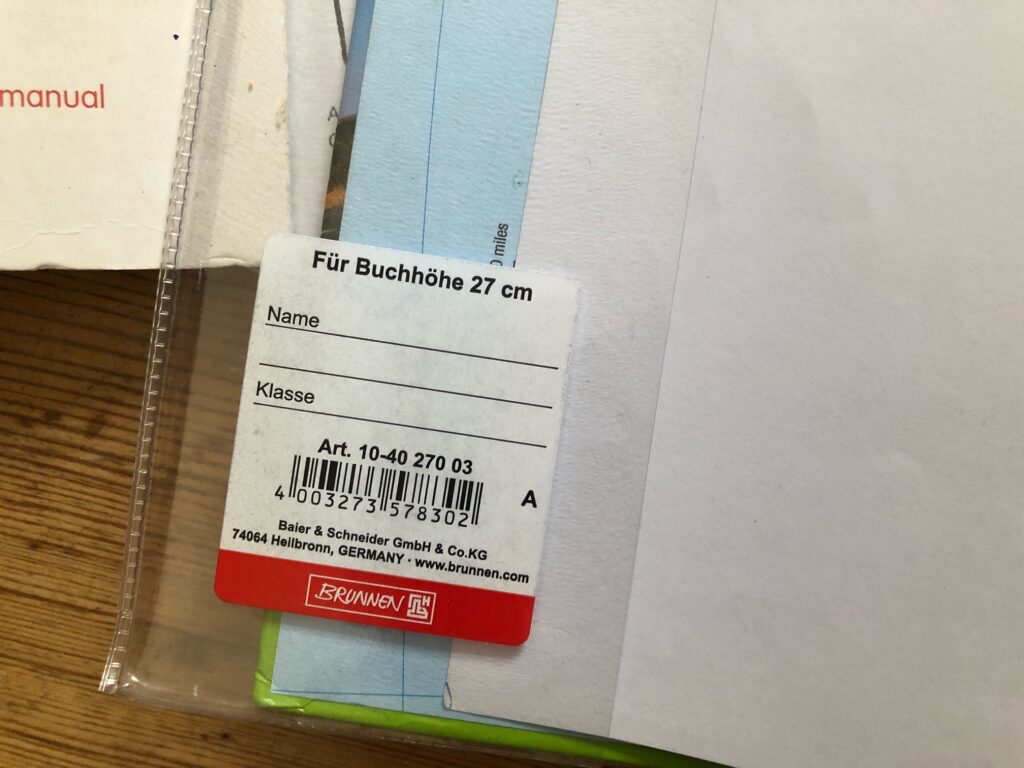 manual
miles
Für Buchhöhe 27 cm
Name
Klasse
Art. 10-40 270 03
4 003273 578302
A
Baier & Schneider GmbH & Co.KG
74064 Heilbronn, GERMANY · www.brunnen.com
BRUNNEN